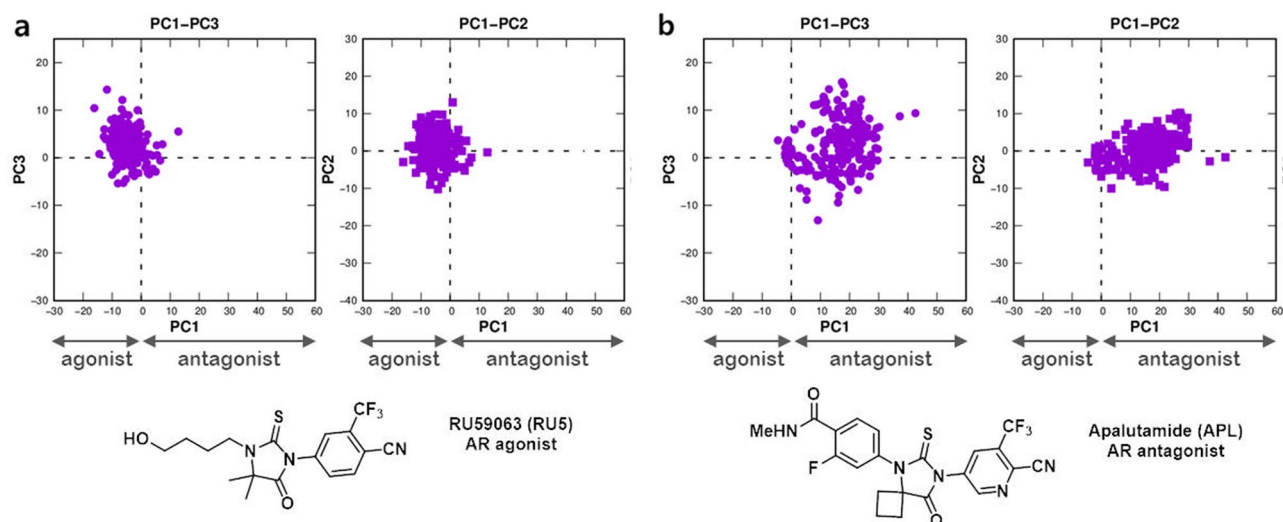 a
PC1-PC3
PC1-PC2
b
PC1-PC3
PC1-PC2
20
10
0
-10
-20
-30
PC3
-30 -20 -10 0 10 20 30 40 50 60
30
20
10
0
-10
-20
-30
-40
PC2
-30 -20 -10 0 10 20 30 40 50 60
PC1
20
10
0
-10
-20
-30
PC3
-30 -20 -10 0 10 20 30 40 50 60
30
20
10
0
-10
-20
-30
-40
PC2
-30 -20 -10 0 10 20 30 40 50 60
PC1
agonist antagonist
agonist antagonist
agonist antagonist
agonist antagonist
HO
N
S
N
O
CF3
CN
RU59063 (RU5)
AR agonist
O
MeHN
F
N
S
N
O
CF3
N
CN
Apalutamide (APL)
AR antagonist